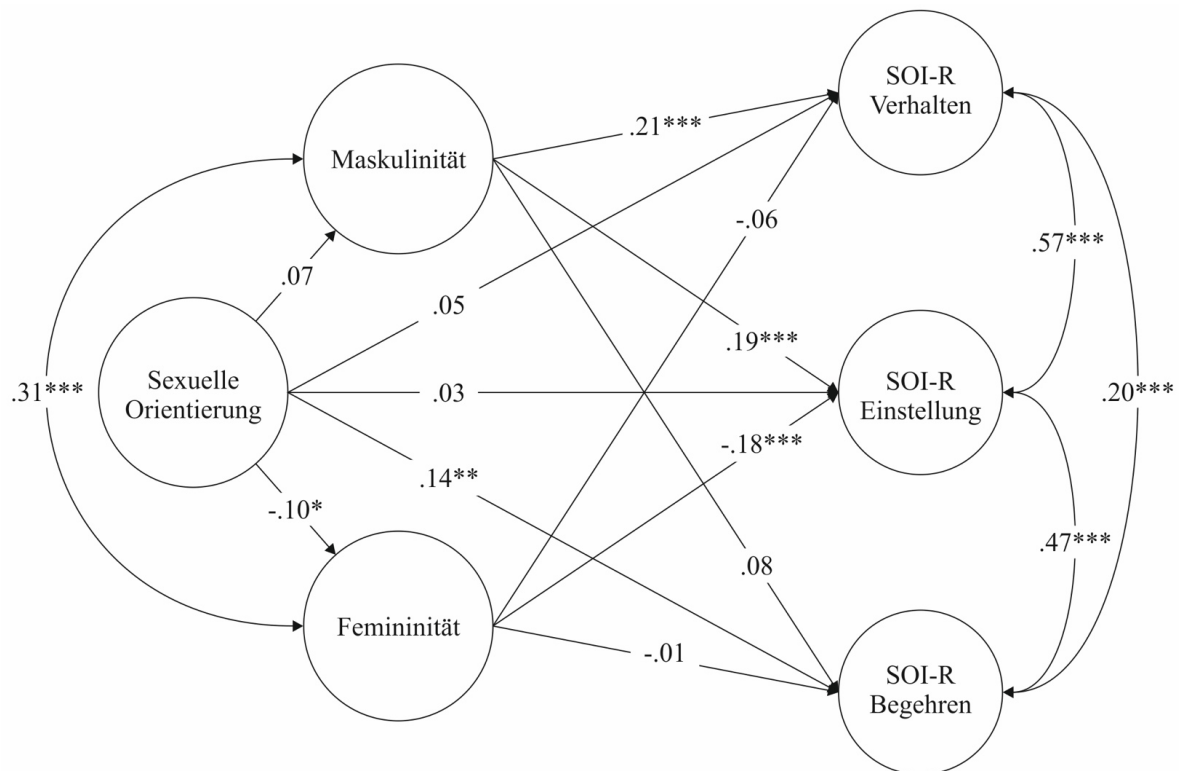 SOI-R
Verhalten
.21***
Maskulinität
-.06
.57***
.07
.05
.19***
Sexuelle
Orientierung
.31***
.03
SOI-R
Einstellung
.20***
-.18***
.14**
-.10*
.47***
.08
Femininität
-.01
SOI-R
Begehren